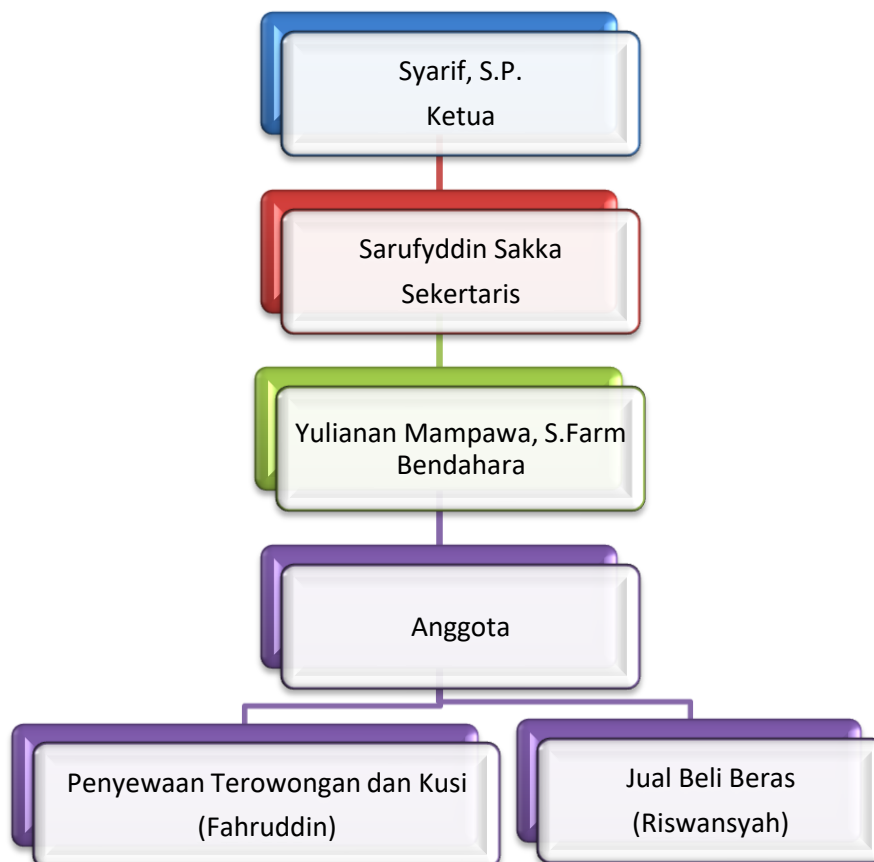 Syarif, S.P.
Ketua
Sarufyddin Sakka
Sekertaris
Yulianan Mampawa, S.Farm
Bendahara
Anggota
Penyewaan Terowongan dan Kusi
(Fahruddin)
Jual Beli Beras
(Riswansyah)